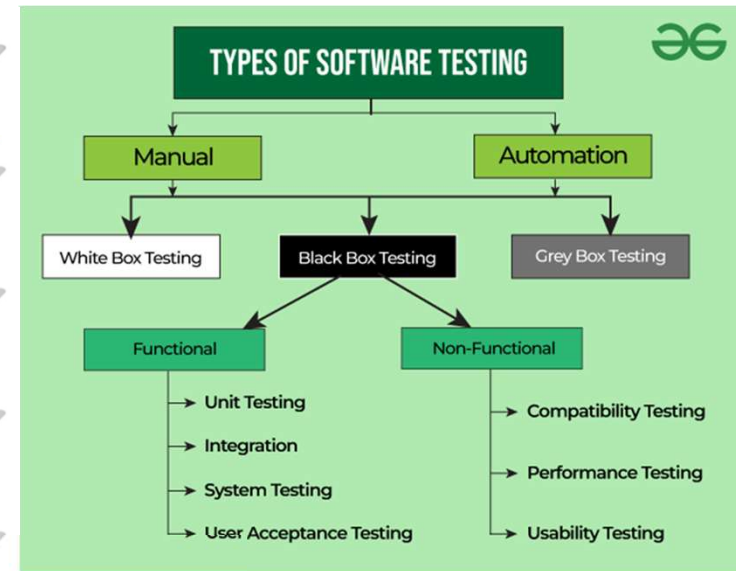 TYPES OF SOFTWARE TESTING
Manual
Automation
White Box Testing
Black Box Testing
Grey Box Testing
Functional
Non-Functional
Unit Testing
Integration
System Testing
User Acceptance Testing
Compatibility Testing
Performance Testing
Usability Testing